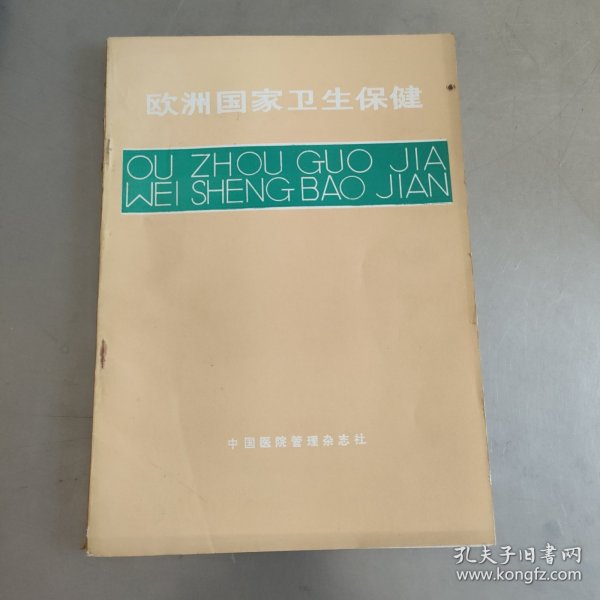 欧洲国家卫生保健
OU ZHOU GUO JIA
WEI SHENG BAO JIAN
中国医院管理杂志社
孔夫子旧书网
www.kongfz.com